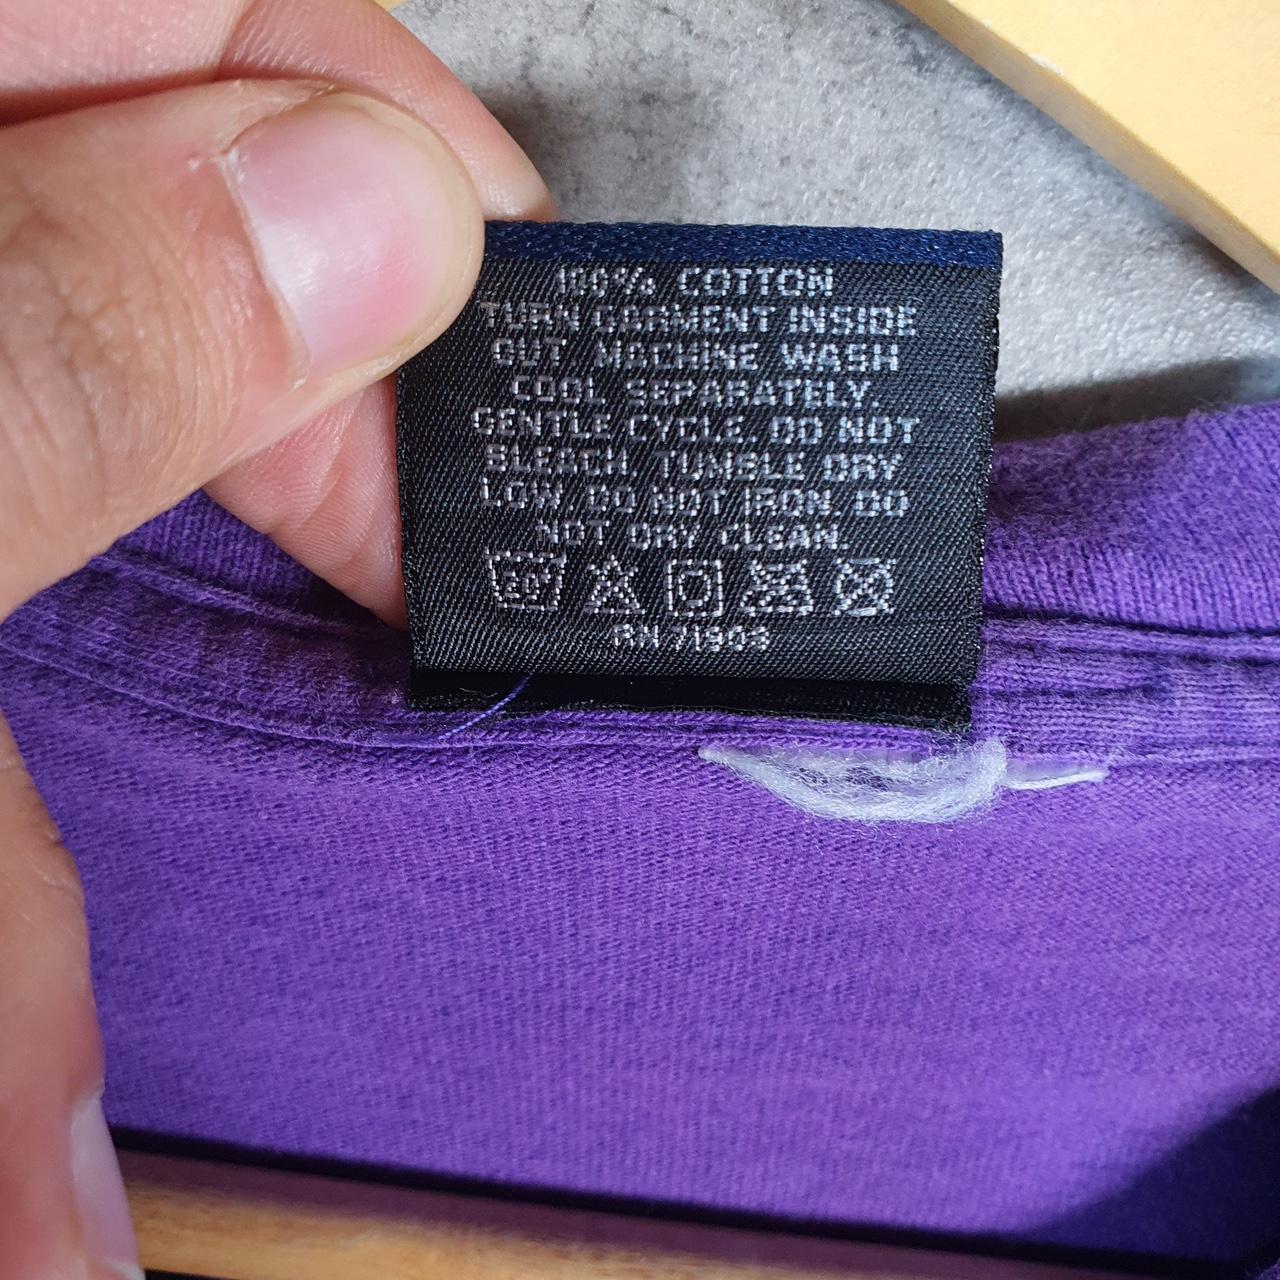 100% COTTON
TURN GARMENT INSIDE
OUT. MACHINE WASH
COOL SEPARATELY.
GENTLE CYCLE. DO NOT
BLEACH. TUMBLE DRY
LOW. DO NOT IRON. DO
NOT DRY CLEAN.
30°
RN 71903